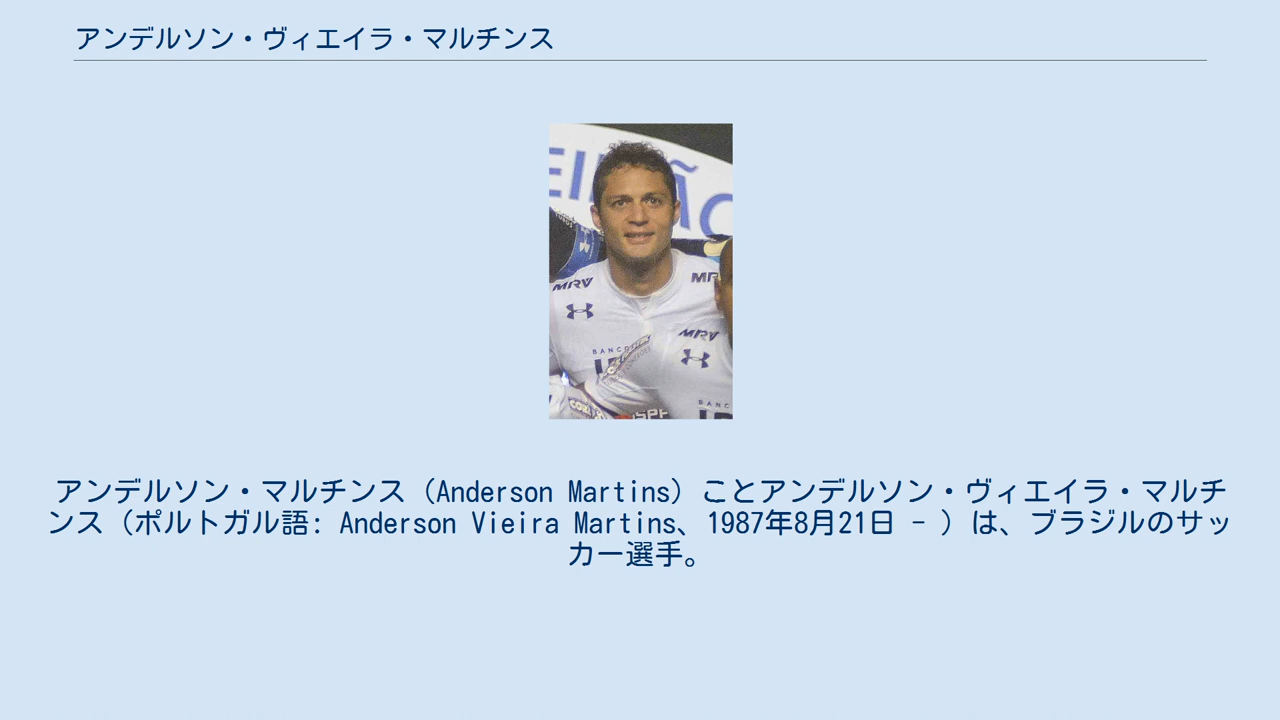 アンデルソン・ヴィエイラ・マルチンス
MRV
MRV
BANC
アンデルソン・マルチンス（Anderson Martins）ことアンデルソン・ヴィエイラ・マルチ
ンス（ポルトガル語: Anderson Vieira Martins、1987年8月21日 - ）は、ブラジルのサッ
カー選手。